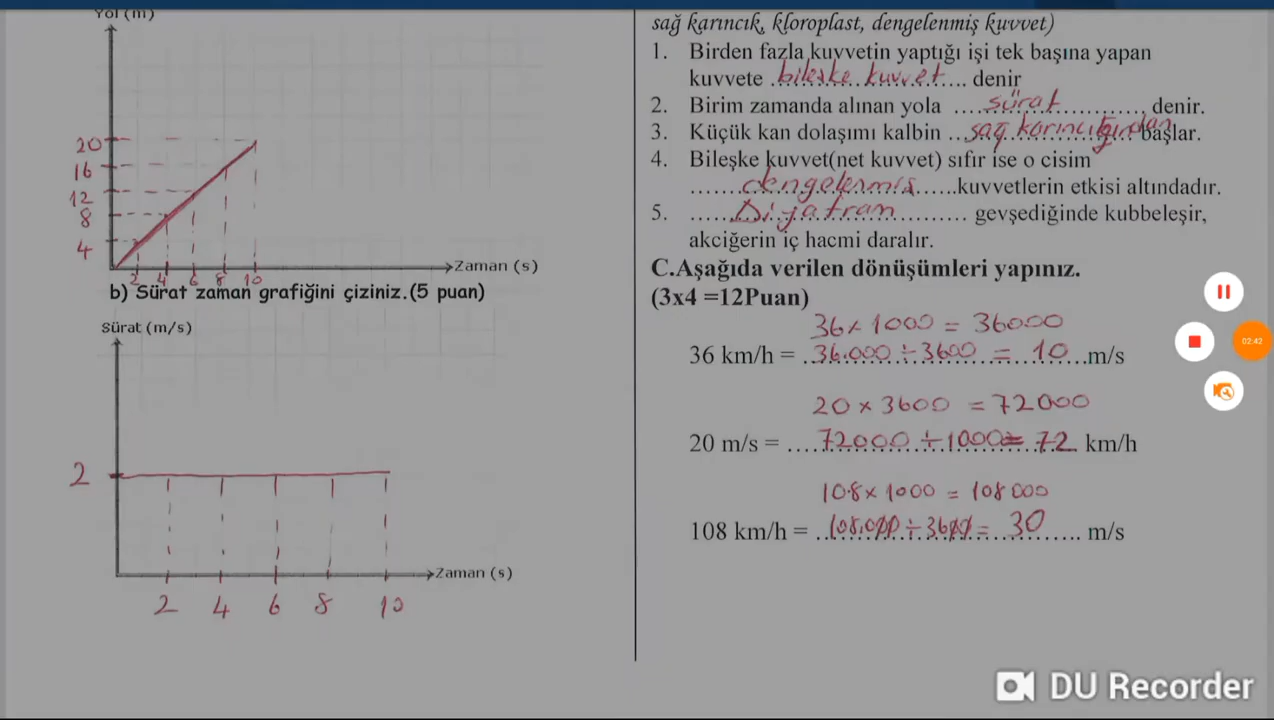 Yol (m)
20
16
12
8
4
2 4 6 8 10
Zaman (s)
b) Sürat zaman grafiğini çiziniz.(5 puan)
Sürat (m/s)
2
Zaman (s)
2 4 6 8 10
sağ karıncık, kloroplast, dengelenmiş kuvvet)
1. Birden fazla kuvvetin yaptığı işi tek başına yapan
kuvvete ..bileşke kuvvet.... denir
2. Birim zamanda alınan yola ....sürat............ denir.
3. Küçük kan dolaşımı kalbin ...sağ karıncığından başlar.
4. Bileşke kuvvet(net kuvvet) sıfır ise o cisim
.......dengelenmiş......kuvvetlerin etkisi altındadır.
5. ......Diyafram.......... gevşediğinde kubbeleşir,
akciğerin iç hacmi daralır.
C.Aşağıda verilen dönüşümleri yapınız.
(3x4 =12Puan)
36 x 1000 = 36000
36 km/h = ..36.000 ÷ 3600 = 10...m/s
20 x 3600 = 72000
20 m/s = ....72000 ÷ 1000 = 72 km/h
108 x 1000 = 108 000
108 km/h = ..108.000 ÷ 3600 = 30...... m/s
02:42
DU Recorder